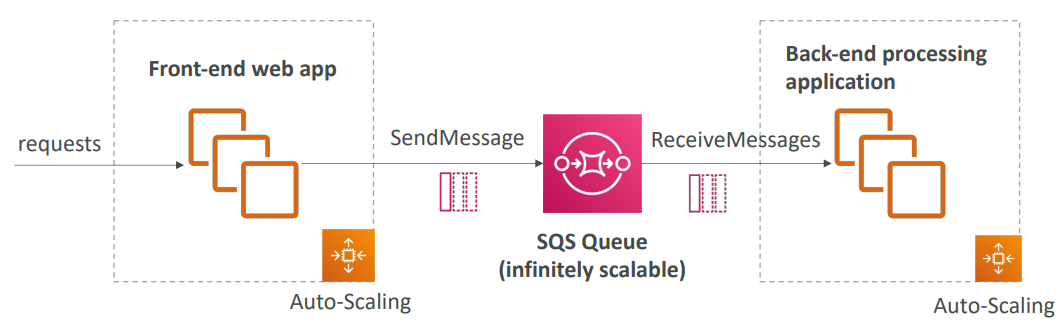 Front-end web app
requests
Auto-Scaling
SendMessage
SQS Queue
(infinitely scalable)
ReceiveMessages
Back-end processing
application
Auto-Scaling